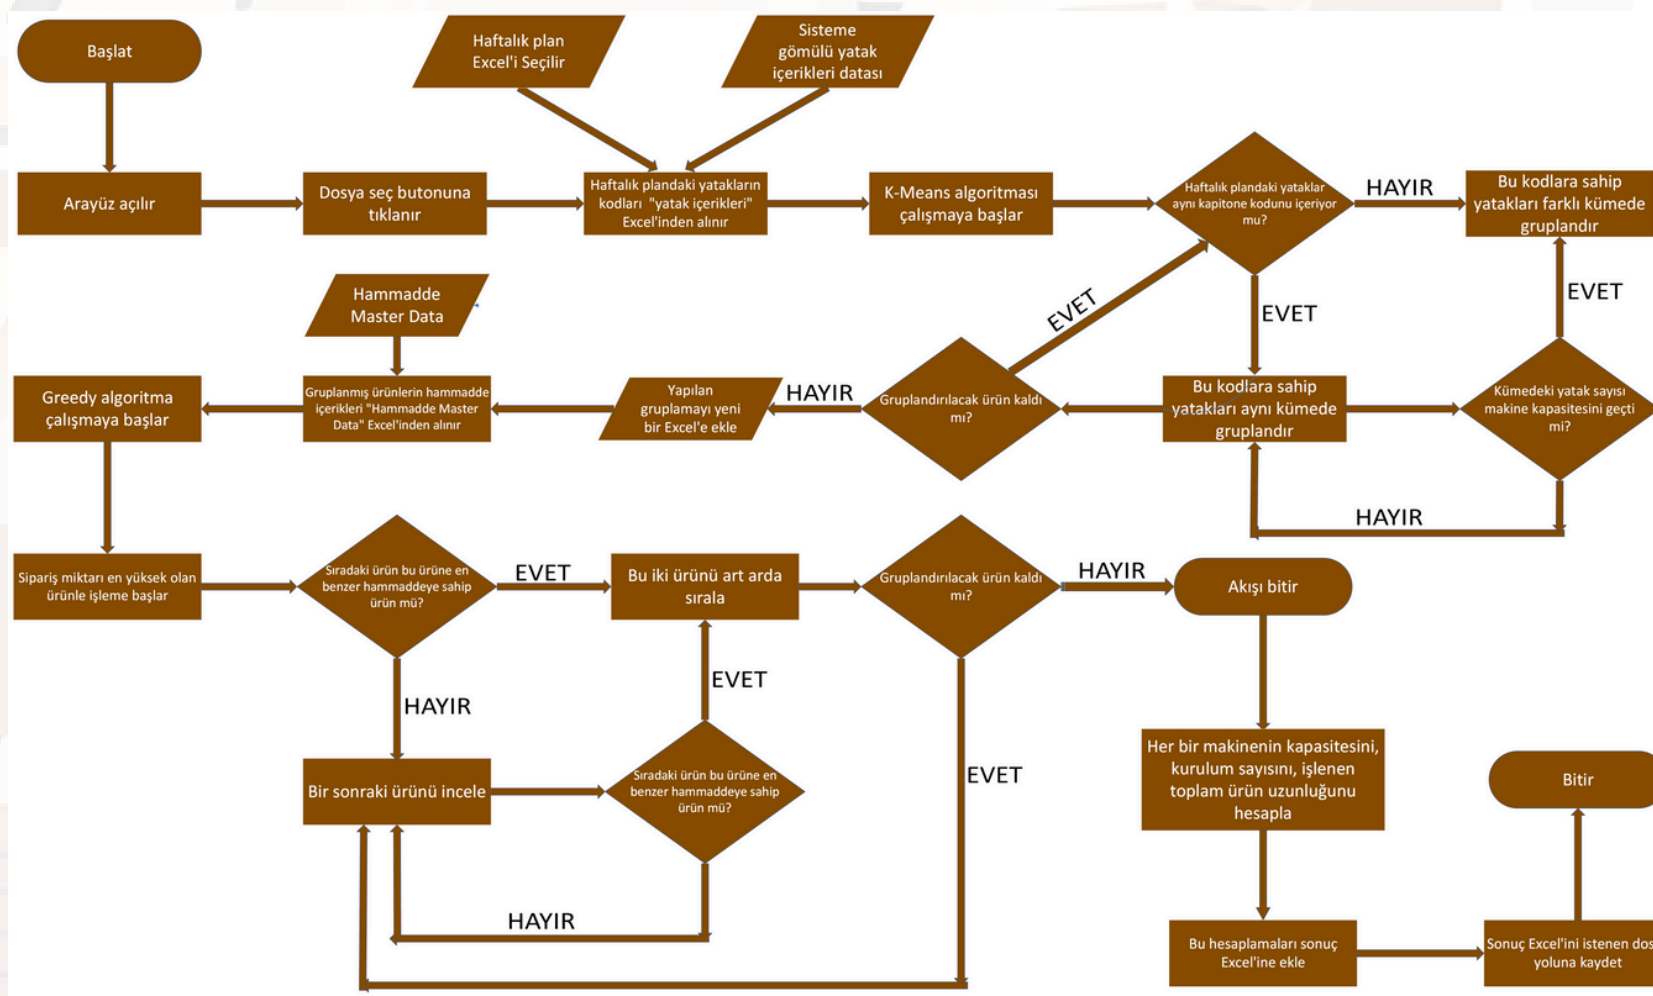 Başlat
Haftalık plan
Excel'i Seçilir
Sisteme
gömülü yatak
içerikleri datası
Arayüz açılır
Dosya seç butonuna
tıklanır
Haftalık plandaki yatakların
kodları "yatak içerikleri"
Excel'inden alınır
K-Means algoritması
çalışmaya başlar
Haftalık plandaki yataklar
aynı kapitone kodunu içeriyor
mu?
HAYIR
Bu kodlara sahip
yatakları farklı kümede
gruplandır
EVET
EVET
EVET
Hammadde
Master Data
Greedy algoritma
çalışmaya başlar
Gruplanmış ürünlerin hammadde
içerikleri "Hammadde Master
Data" Excel'inden alınır
Yapılan
gruplamayı yeni
bir Excel'e ekle
HAYIR
Gruplandırılacak ürün kaldı
mı?
Bu kodlara sahip
yatakları aynı kümede
gruplandır
Kümedeki yatak sayısı
makine kapasitesini geçti
mi?
HAYIR
Sipariş miktarı en yüksek olan
ürünle işleme başlar
Sıradaki ürün bu ürüne en
benzer hammaddeye sahip
ürün mü?
EVET
Bu iki ürünü art arda
sırala
Gruplandırılacak ürün kaldı
mı?
HAYIR
Akışı bitir
HAYIR
EVET
EVET
Bir sonraki ürünü incele
Sıradaki ürün bu ürüne en
benzer hammaddeye sahip
ürün mü?
HAYIR
Her bir makinenin kapasitesini,
kurulum sayısını, işlenen
toplam ürün uzunluğunu
hesapla
Bitir
Bu hesaplamaları sonuç
Excel'ine ekle
Sonuç Excel'ini istenen dos
yoluna kaydet